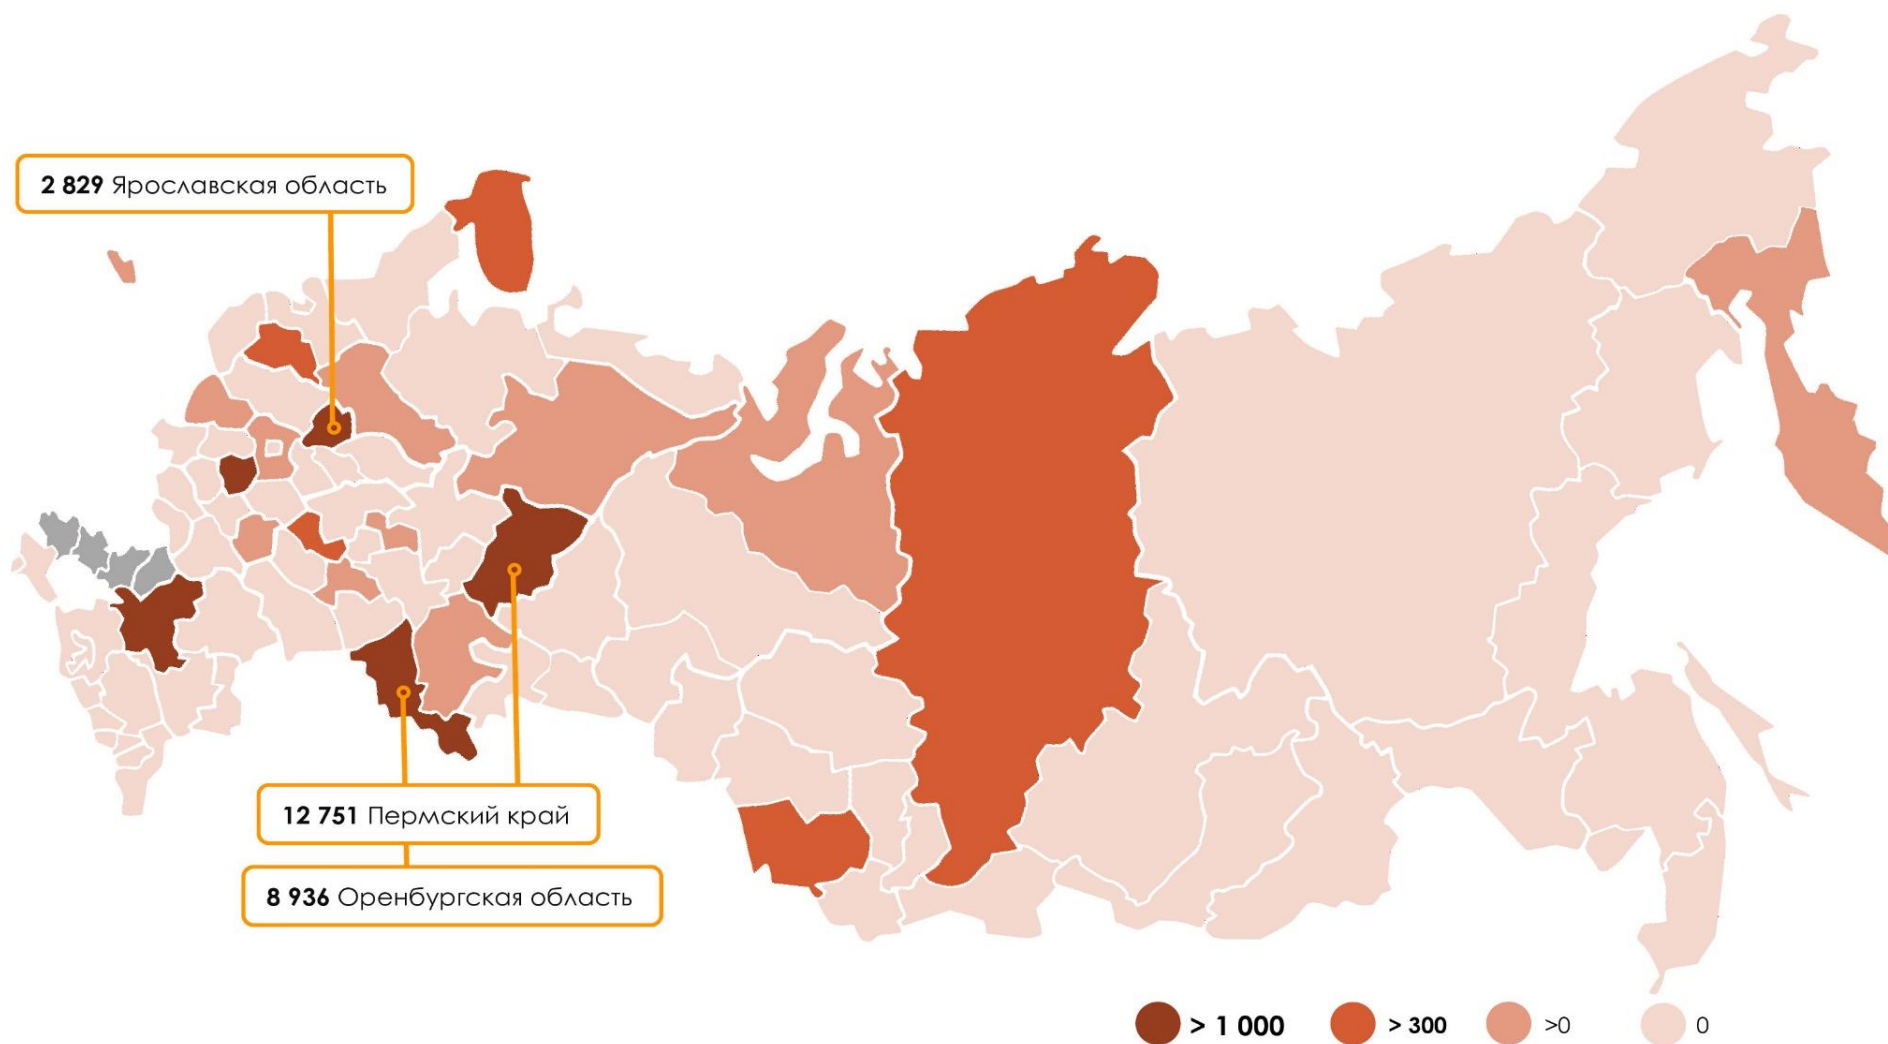 2 829 Ярославская область
12 751 Пермский край
8 936 Оренбургская область
> 1 000 > 300 >0 0